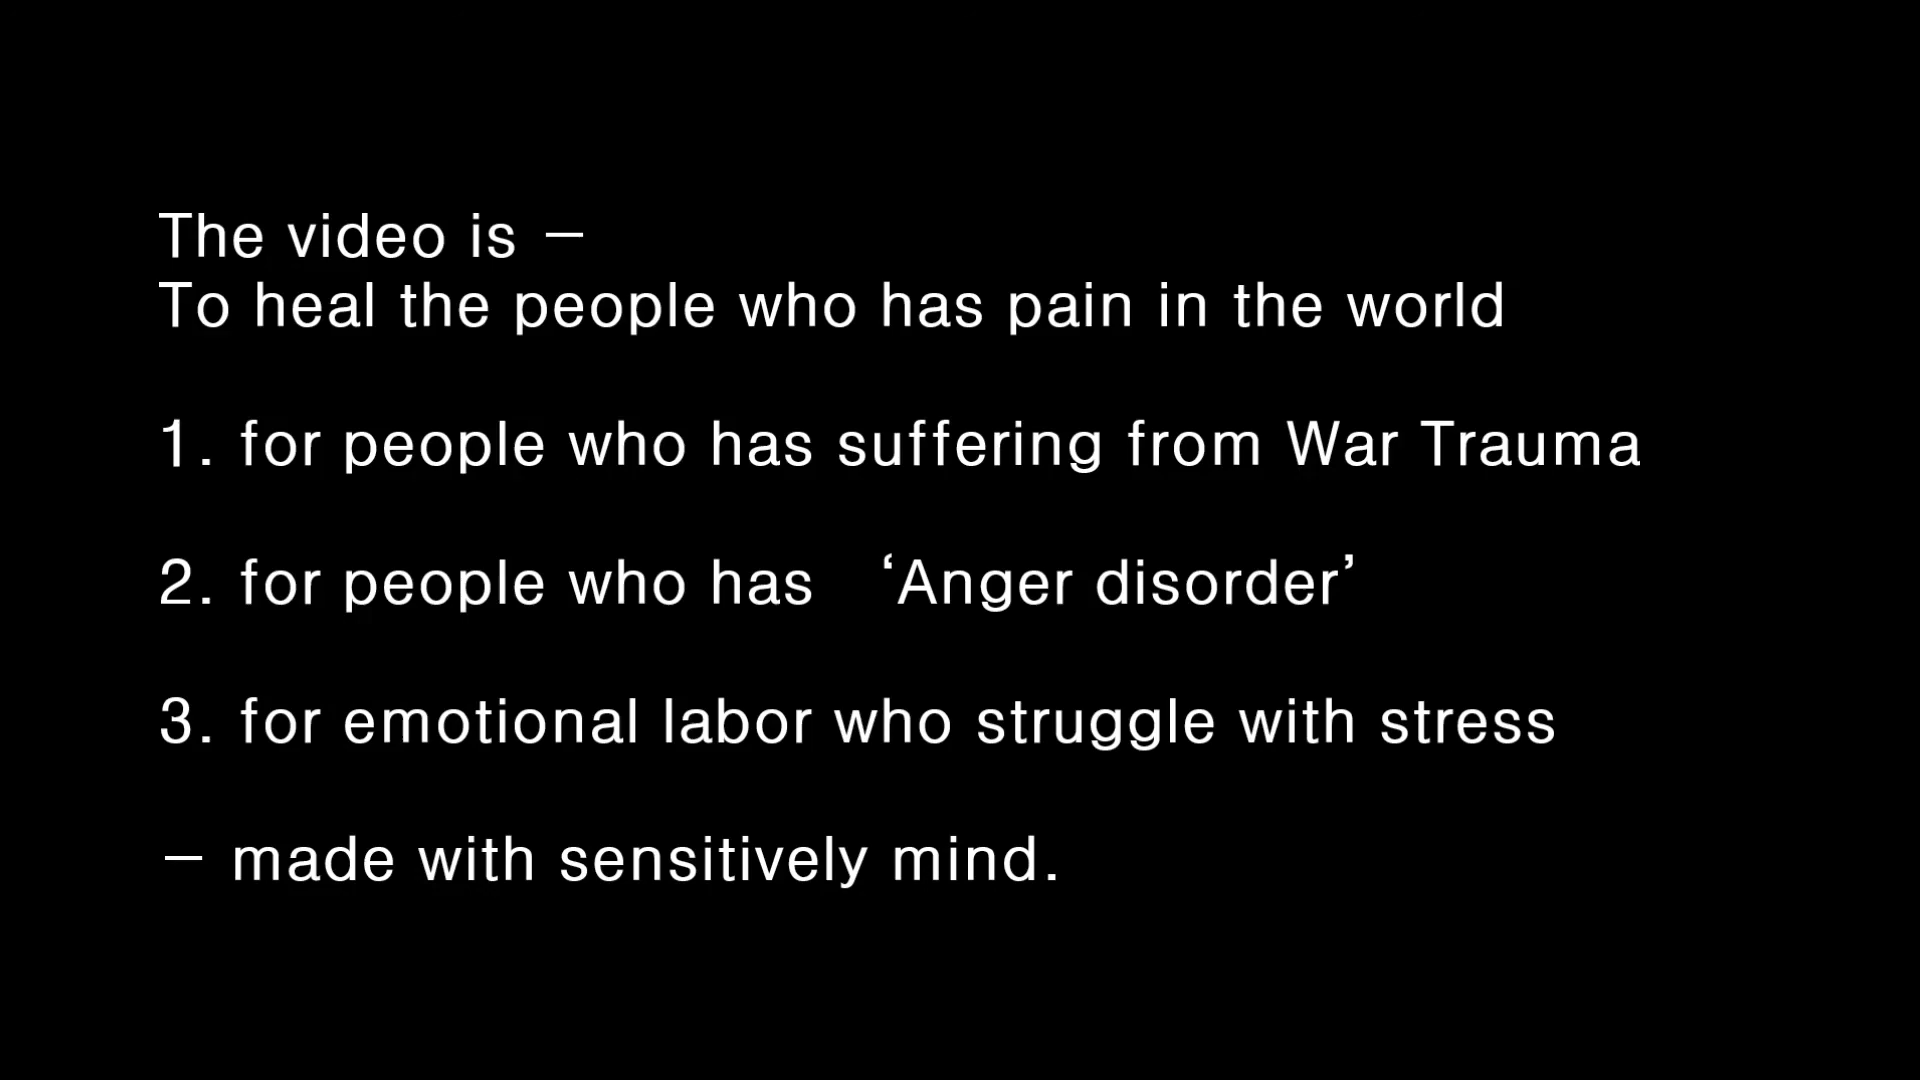 The video is –
To heal the people who has pain in the world
1. for people who has suffering from War Trauma
2. for people who has ‘Anger disorder’
3. for emotional labor who struggle with stress
– made with sensitively mind.